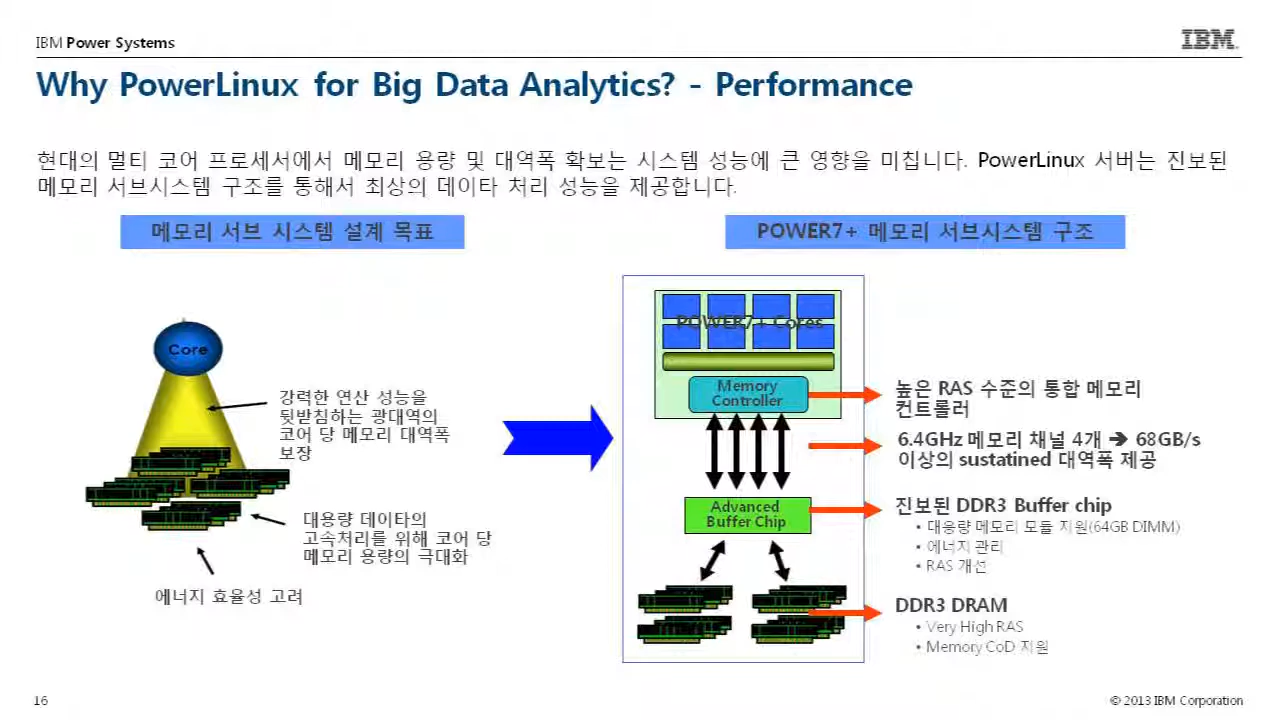 IBM Power Systems
IBM
Why PowerLinux for Big Data Analytics? - Performance
현대의 멀티 코어 프로세서에서 메모리 용량 및 대역폭 확보는 시스템 성능에 큰 영향을 미칩니다. PowerLinux 서버는 진보된
메모리 서브시스템 구조를 통해서 최상의 데이타 처리 성능을 제공합니다.
메모리 서브 시스템 설계 목표
Core
강력한 연산 성능을
뒷받침하는 광대역의
코어 당 메모리 대역폭
보장
대용량 데이타의
고속처리를 위해 코어 당
메모리 용량의 극대화
에너지 효율성 고려
POWER7+ 메모리 서브시스템 구조
POWER7+ Cores
Memory
Controller
Advanced
Buffer Chip
높은 RAS 수준의 통합 메모리
컨트롤러
6.4GHz 메모리 채널 4개 ➔ 68GB/s
이상의 sustatined 대역폭 제공
진보된 DDR3 Buffer chip
• 대용량 메모리 모듈 지원(64GB DIMM)
• 에너지 관리
• RAS 개선
DDR3 DRAM
• Very High RAS
• Memory CoD 지원
16
© 2013 IBM Corporation